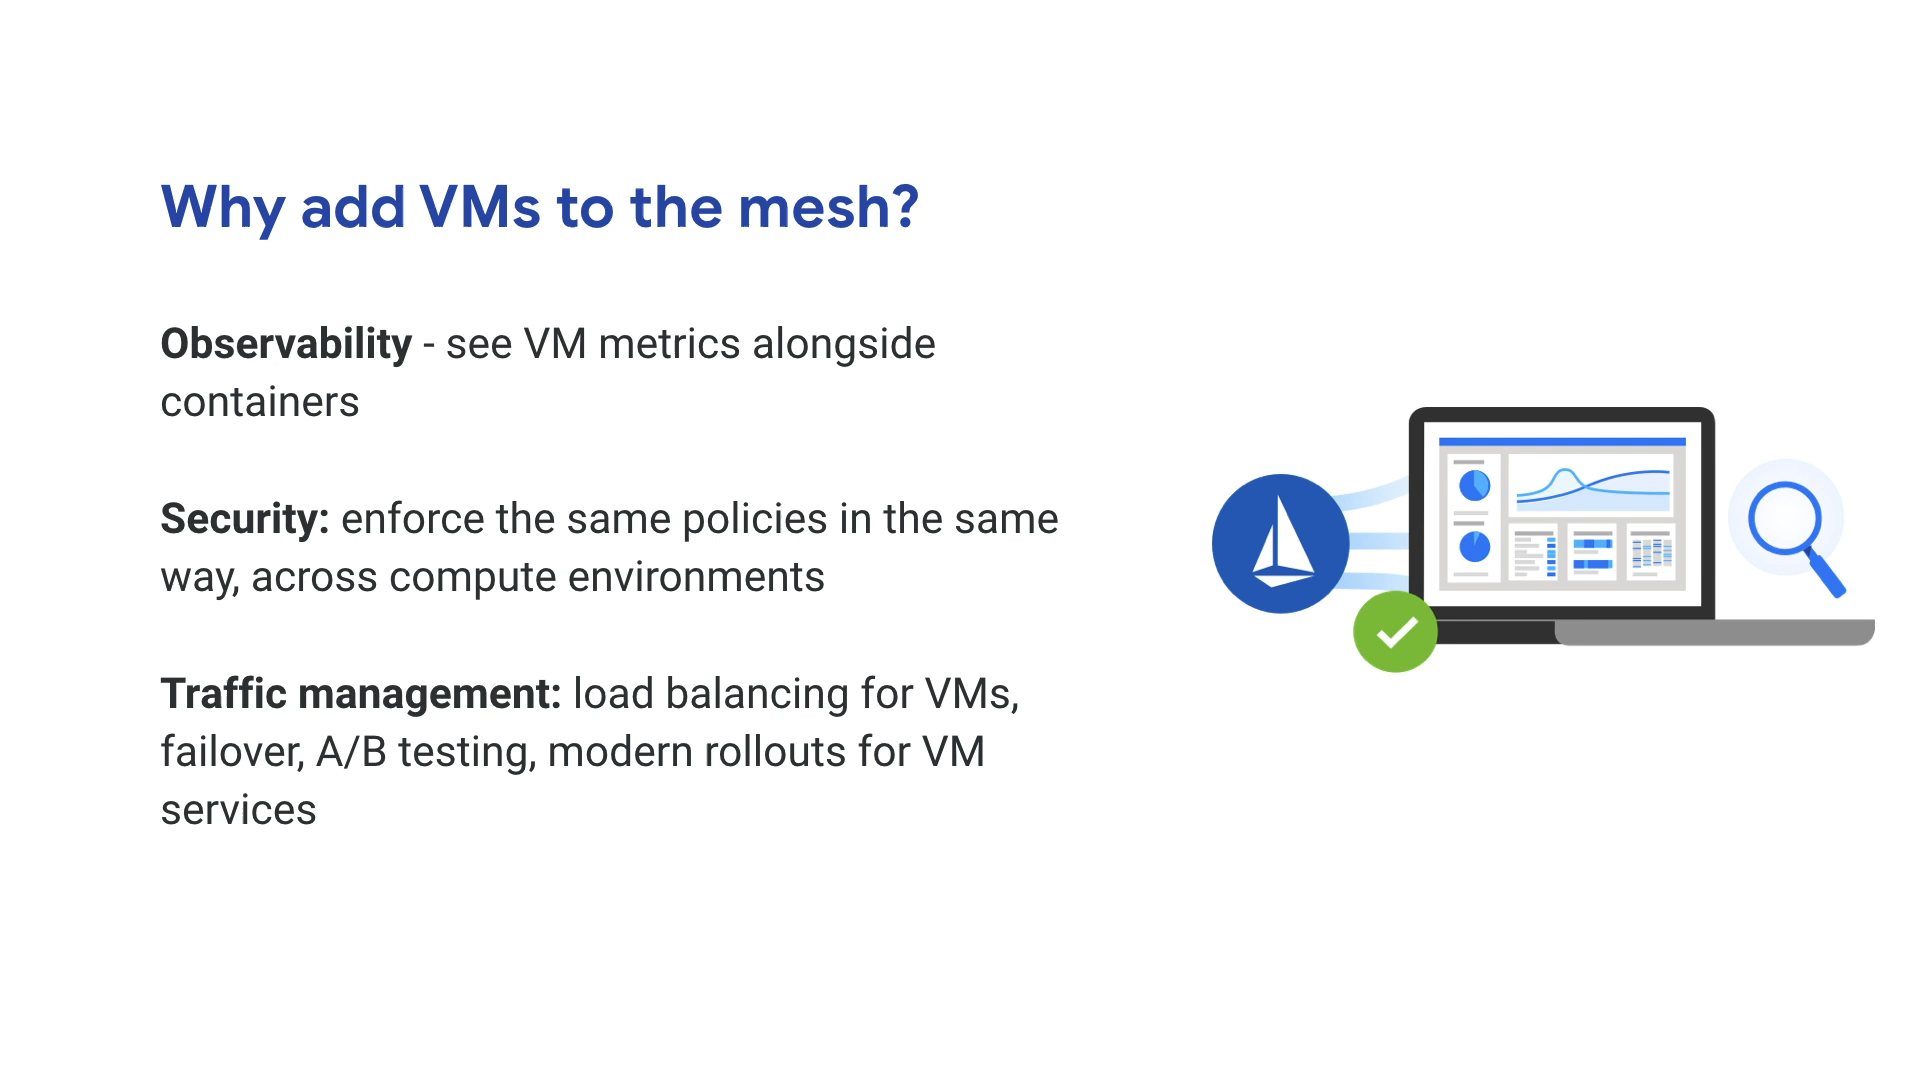 Why add VMs to the mesh?
Observability - see VM metrics alongside
containers
Security: enforce the same policies in the same
way, across compute environments
Traffic management: load balancing for VMs,
failover, A/B testing, modern rollouts for VM
services